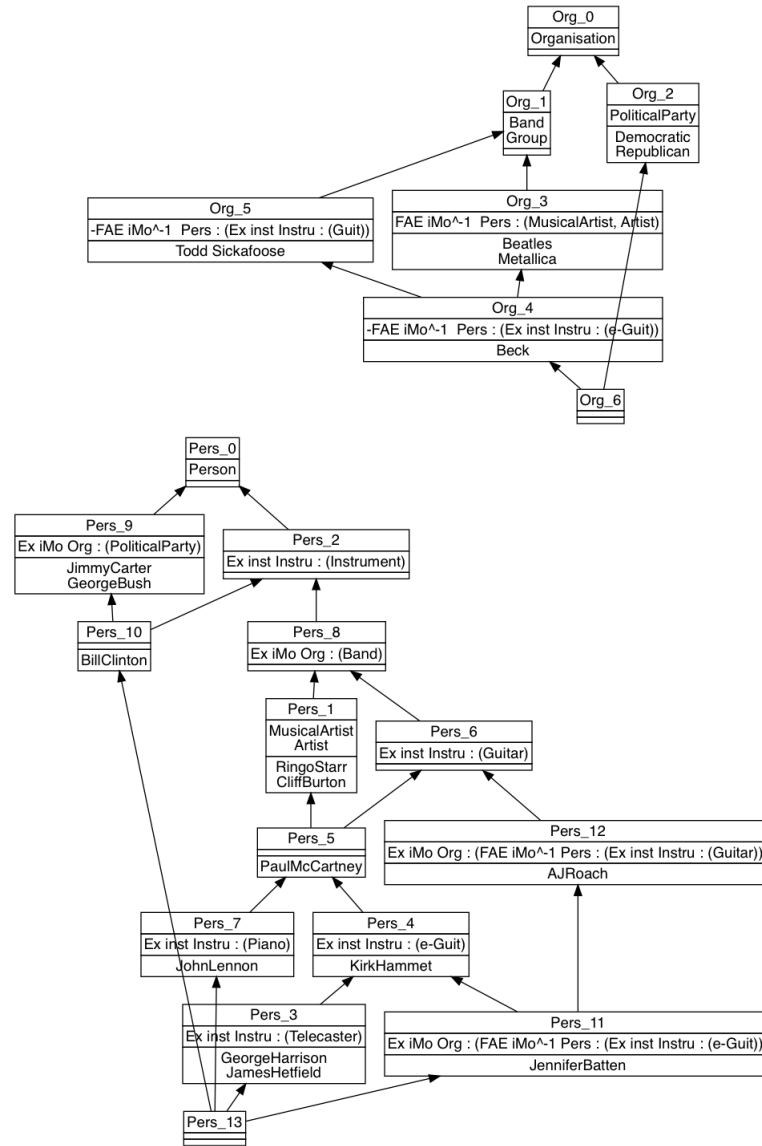 Org_0
Organisation
Org_1
Band
Group
Org_2
PoliticalParty
Democratic
Republican
Org_5
-FAE iMo^-1 Pers : (Ex inst Instru : (Guit))
Todd Sickafoose
Org_3
FAE iMo^-1 Pers : (MusicalArtist, Artist)
Beatles
Metallica
Org_4
-FAE iMo^-1 Pers : (Ex inst Instru : (e-Guit))
Beck
Org_6
Pers_0
Person
Pers_9
Ex iMo Org : (PoliticalParty)
JimmyCarter
GeorgeBush
Pers_2
Ex inst Instru : (Instrument)
Pers_10
BillClinton
Pers_8
Ex iMo Org : (Band)
Pers_1
MusicalArtist
Artist
RingoStarr
CliffBurton
Pers_6
Ex inst Instru : (Guitar)
Pers_5
PaulMcCartney
Pers_12
Ex iMo Org : (FAE iMo^-1 Pers : (Ex inst Instru : (Guitar))
AJRoach
Pers_7
Ex inst Instru : (Piano)
JohnLennon
Pers_4
Ex inst Instru : (e-Guit)
KirkHammet
Pers_3
Ex inst Instru : (Telecaster)
GeorgeHarrison
JamesHetfield
Pers_11
Ex iMo Org : (FAE iMo^-1 Pers : (Ex inst Instru : (e-Guit))
JenniferBatten
Pers_13